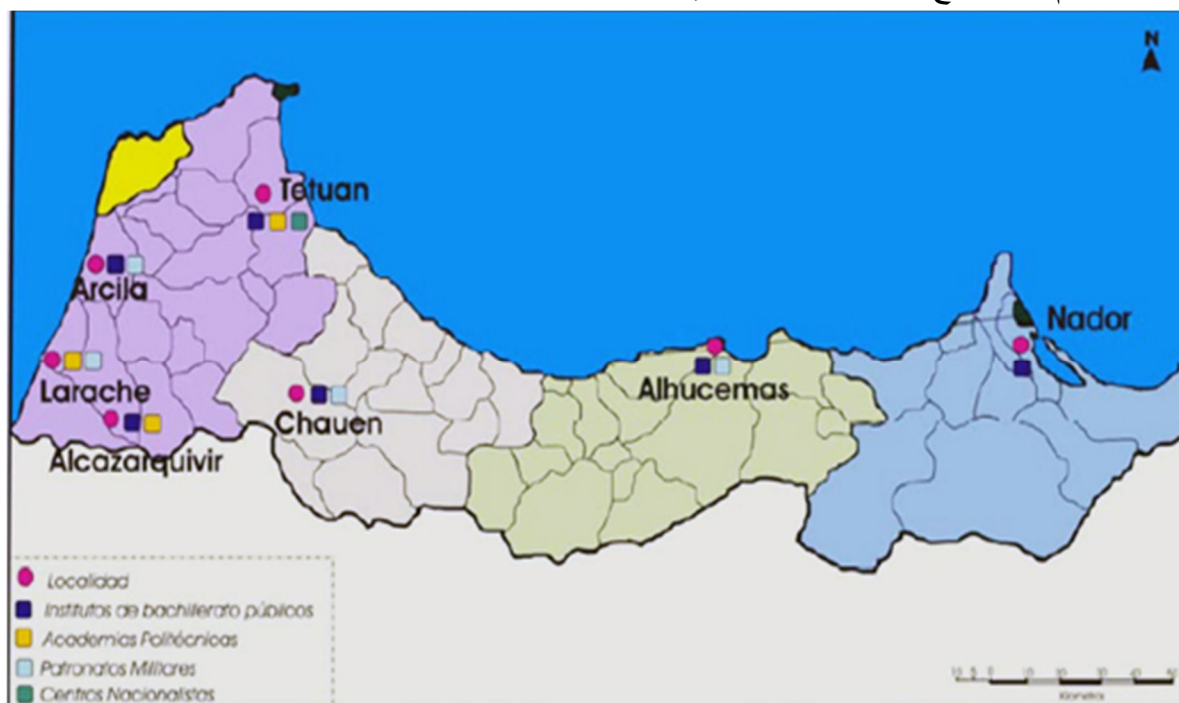 N
Tetuan
Arcila
Nador
Larache
Alhucemas
Chauen
Alcazarquivir
Localidad
Institutos de bachillerato públicos
Academias Politécnicas
Patronatos Militares
Centros Nacionalistas